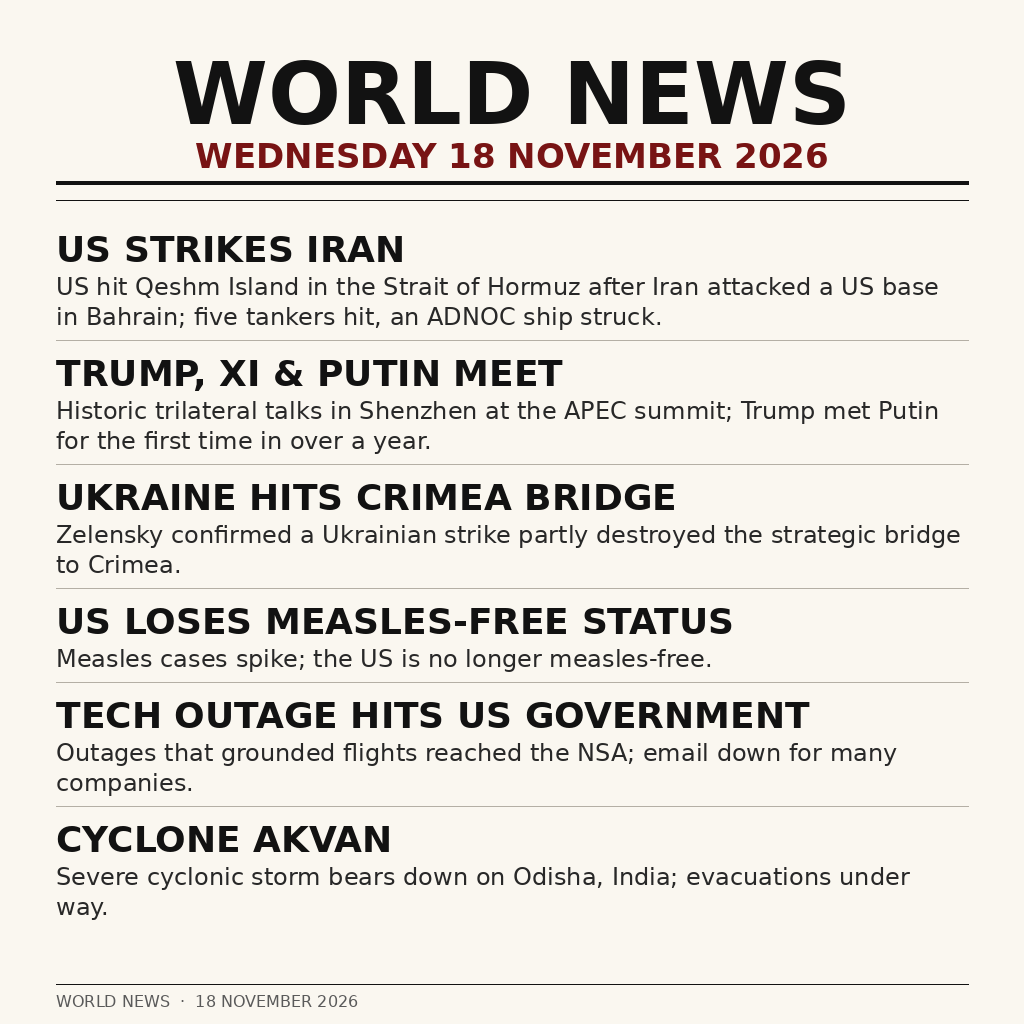 WORLD NEWS
WEDNESDAY 18 NOVEMBER 2026
US STRIKES IRAN
US hit Qeshm Island in the Strait of Hormuz after Iran attacked a US base
in Bahrain; five tankers hit, an ADNOC ship struck.
TRUMP, XI & PUTIN MEET
Historic trilateral talks in Shenzhen at the APEC summit; Trump met Putin
for the first time in over a year.
UKRAINE HITS CRIMEA BRIDGE
Zelensky confirmed a Ukrainian strike partly destroyed the strategic bridge
to Crimea.
US LOSES MEASLES-FREE STATUS
Measles cases spike; the US is no longer measles-free.
TECH OUTAGE HITS US GOVERNMENT
Outages that grounded flights reached the NSA; email down for many
companies.
CYCLONE AKVAN
Severe cyclonic storm bears down on Odisha, India; evacuations under
way.
WORLD NEWS · 18 NOVEMBER 2026